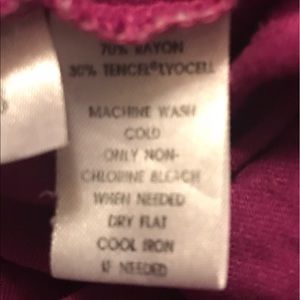 70% RAYON
30% TENCEL® LYOCELL
MACHINE WASH
COLD
ONLY NON-
CHLORINE BLEACH
WHEN NEEDED
DRY FLAT
COOL IRON
IF NEEDED